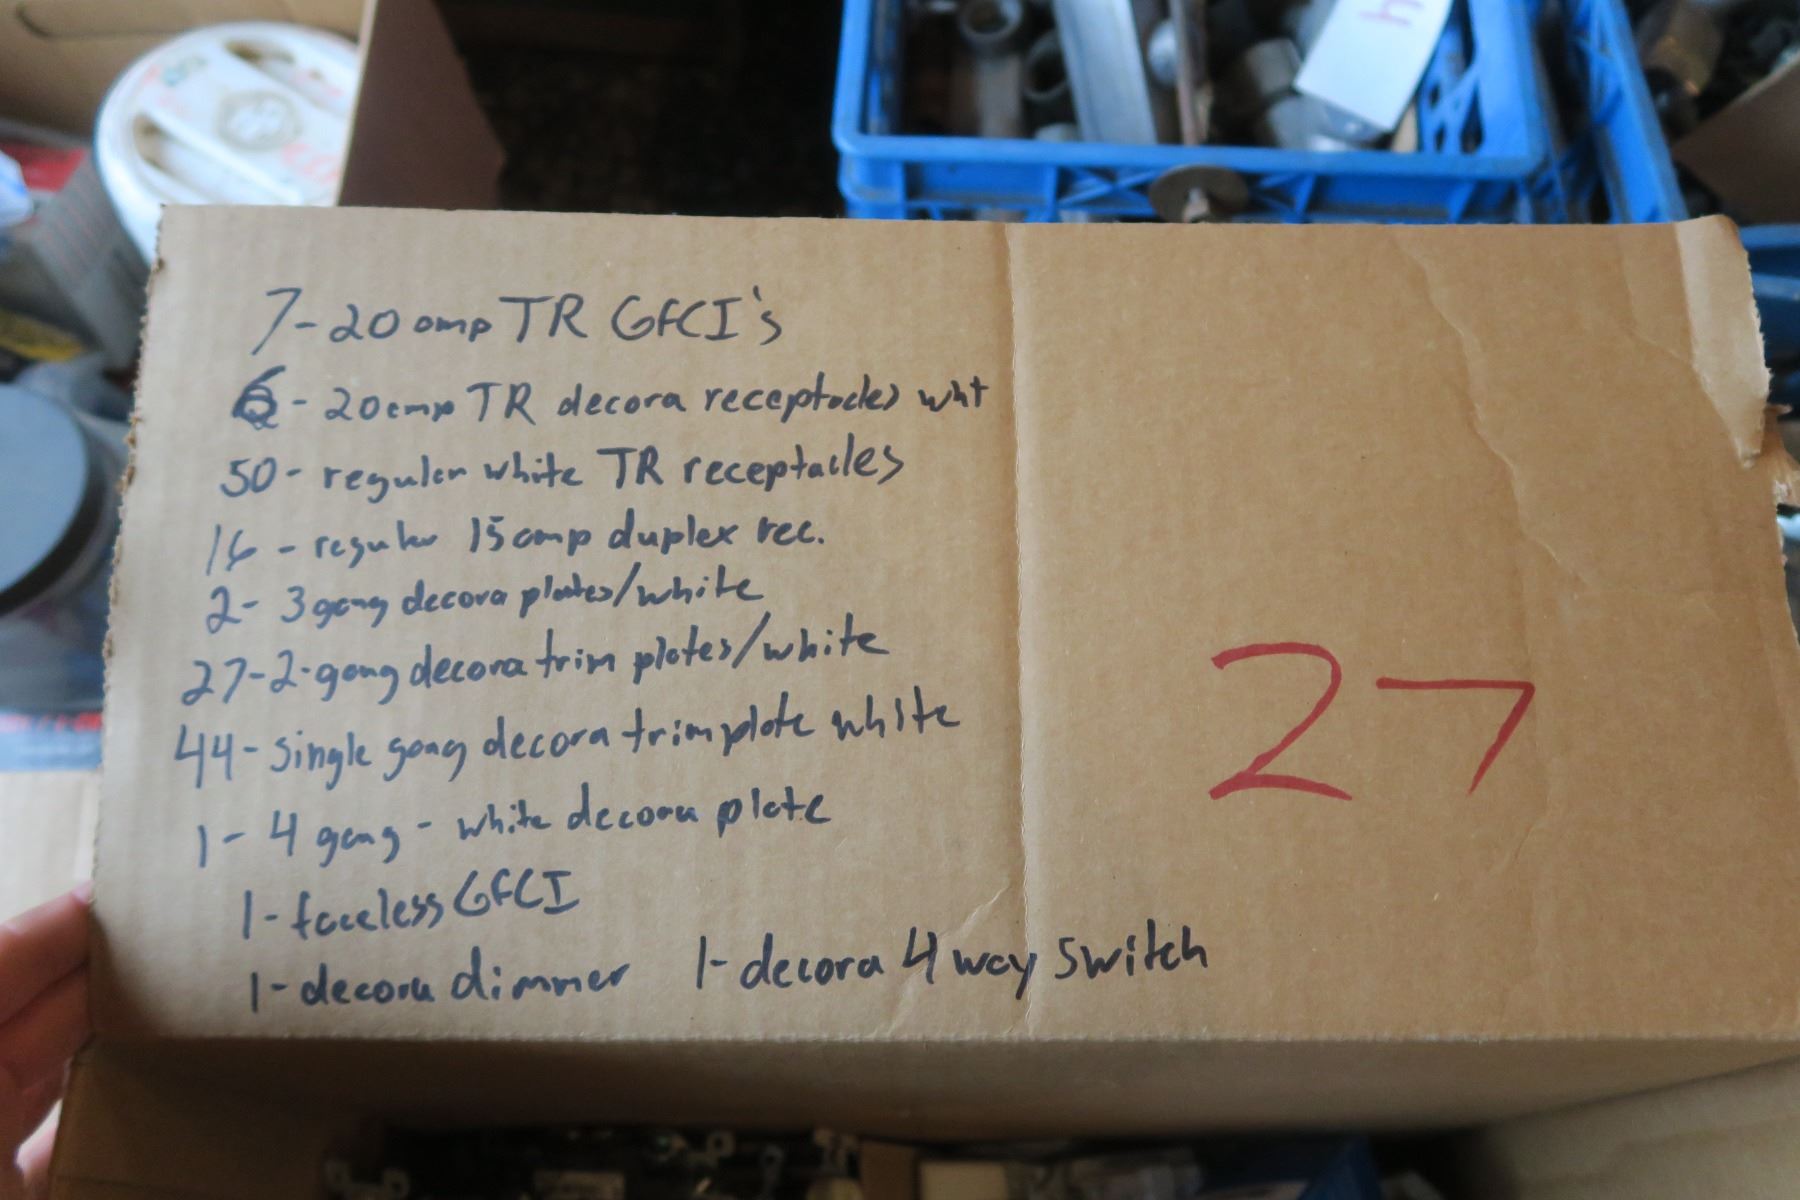 7-20 amp TR GFCI's
6 - 20 amp TR decora receptacles wht
50 - regular white TR receptacles
16 - regular 15 amp duplex rec.
2- 3 gang decora plates/white
27-2-gang decora trim plates/white
44- single gang decora trim plate white
1- 4 gang - white decora plate
1- faceless GFCI
1- decora dimmer 1- decora 4 way switch
27